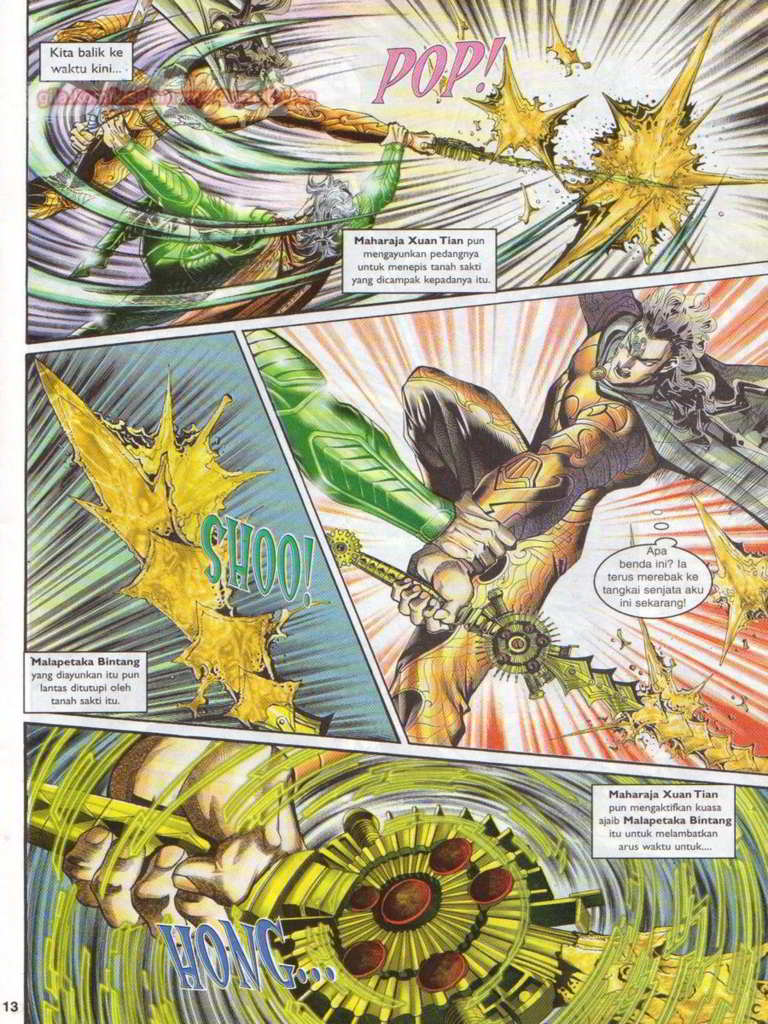 Kita balik ke
waktu kini...
POP!
Maharaja Xuan Tian pun
mengayunkan pedangnya
untuk menepis tanah sakti
yang dicampak kepadanya itu.
SHOO!
Malapetaka Bintang
yang diayunkan itu pun
lantas ditutupi oleh
tanah sakti itu.
Apa
benda ini? Ia
terus merebak ke
tangkai senjata aku
ini sekarang!
Maharaja Xuan Tian
pun mengaktifkan kuasa
ajaib Malapetaka Bintang
itu untuk melambatkan
arus waktu untuk....
HONG...
13